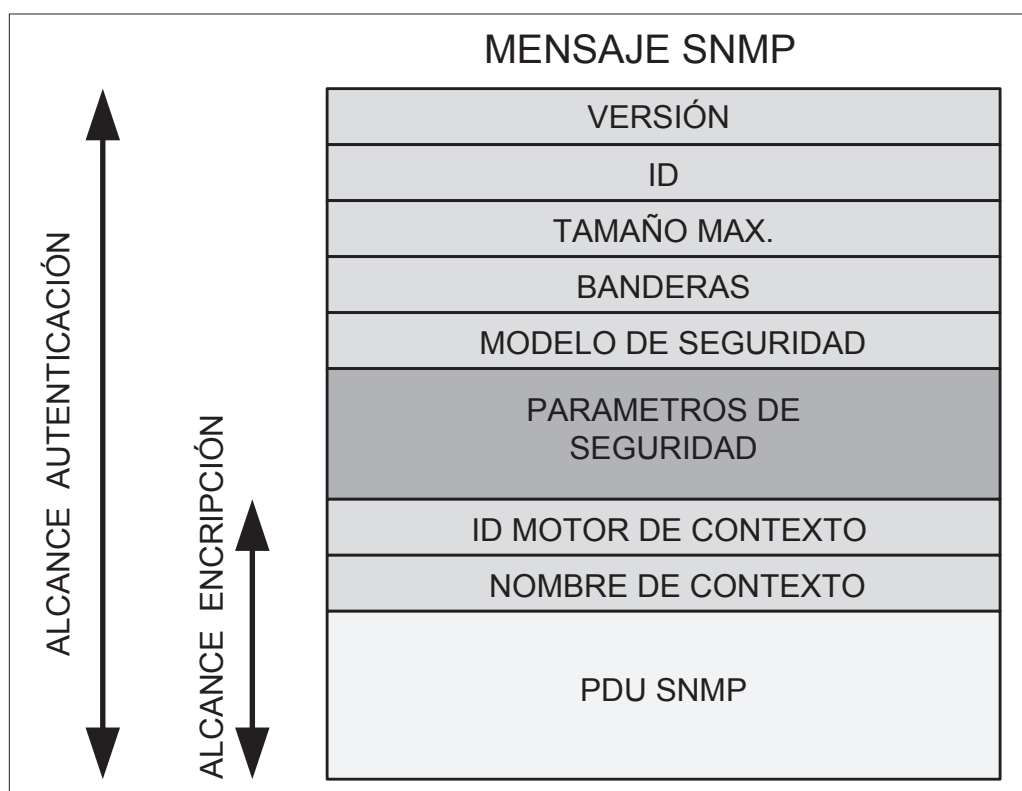 MENSAJE SNMP
VERSIÓN
ID
TAMAÑO MAX.
BANDERAS
MODELO DE SEGURIDAD
PARAMETROS DE
SEGURIDAD
ID MOTOR DE CONTEXTO
NOMBRE DE CONTEXTO
PDU SNMP
ALCANCE AUTENTICACIÓN
ALCANCE ENCRIPCIÓN